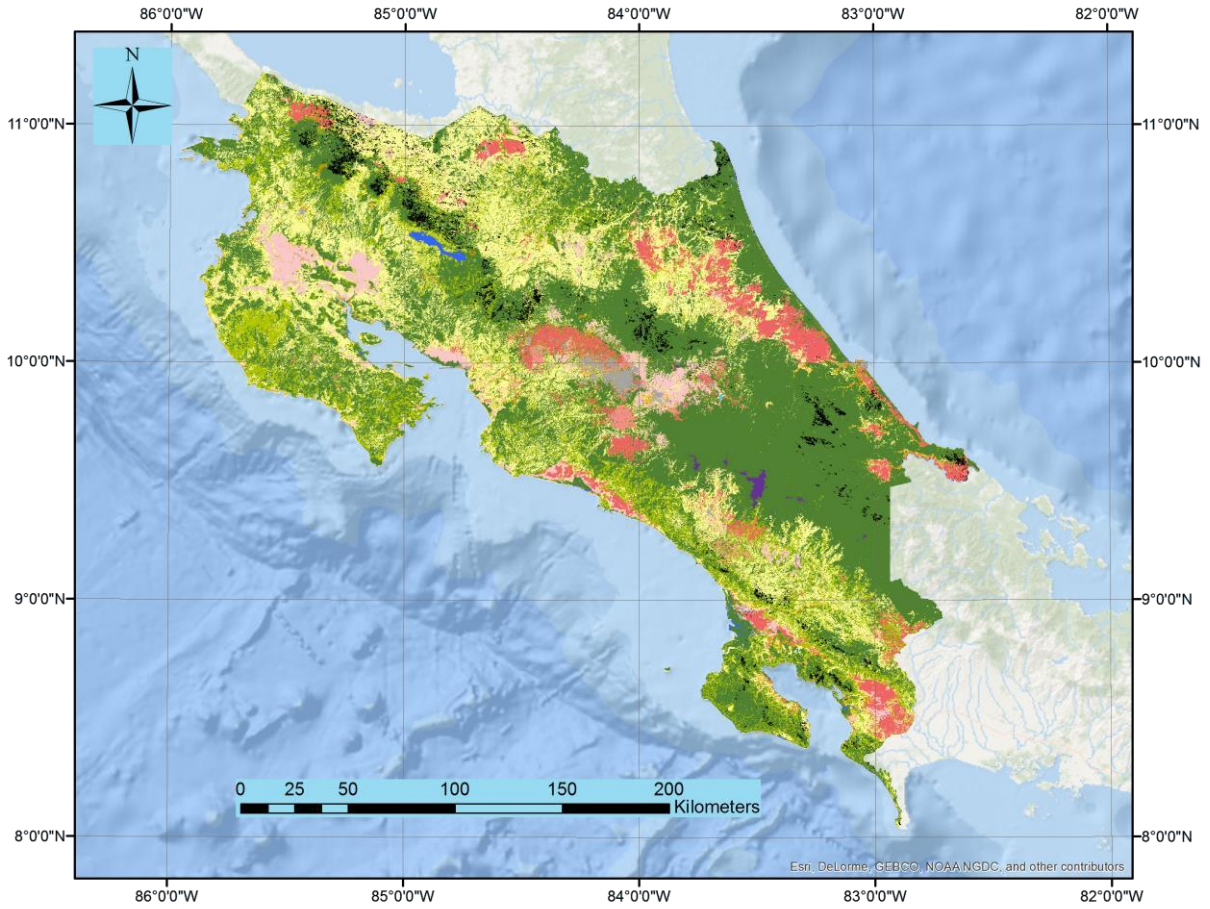 86°0'0"W 85°0'0"W 84°0'0"W 83°0'0"W 82°0'0"W
N
11°0'0"N 11°0'0"N
10°0'0"N 10°0'0"N
9°0'0"N 9°0'0"N
0 25 50 100 150 200
Kilometers
8°0'0"N 8°0'0"N
Esri, DeLorme, GEBCO, NOAA NGDC, and other contributors
86°0'0"W 85°0'0"W 84°0'0"W 83°0'0"W 82°0'0"W